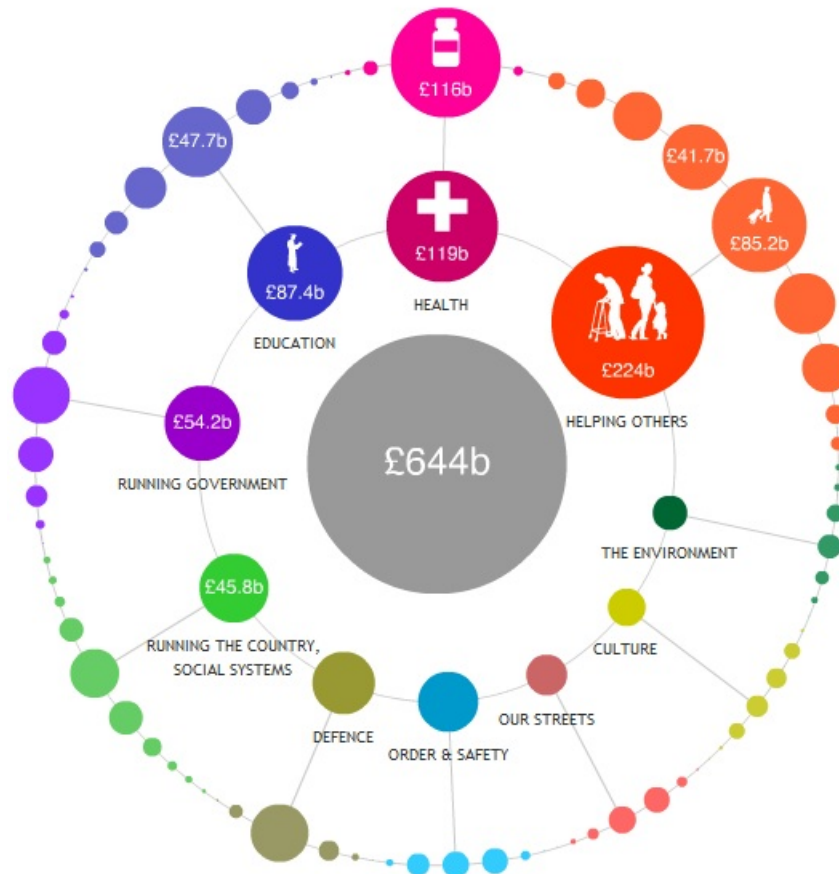 £116b
£47.7b
£41.7b
£119b
£85.2b
£87.4b
HEALTH
EDUCATION
£224b
HELPING OTHERS
£54.2b
£644b
RUNNING GOVERNMENT
THE ENVIRONMENT
£45.8b
RUNNING THE COUNTRY,
SOCIAL SYSTEMS
CULTURE
OUR STREETS
DEFENCE
ORDER & SAFETY